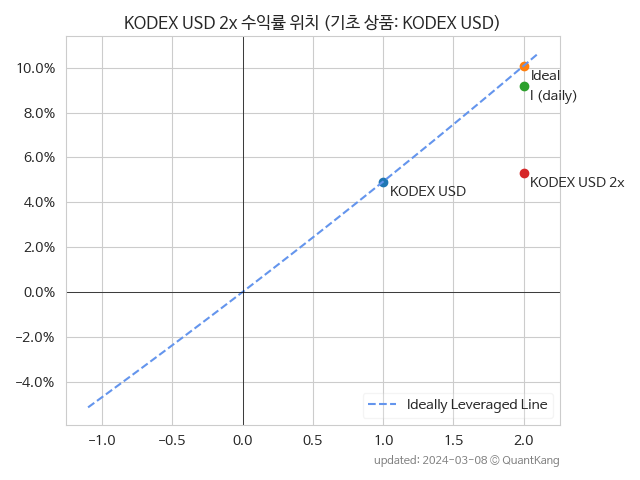 KODEX USD 2x 수익률 위치 (기초 상품: KODEX USD)
10.0%
8.0%
6.0%
4.0%
2.0%
0.0%
−2.0%
−4.0%
Ideal
I (daily)
KODEX USD 2x
KODEX USD
Ideally Leveraged Line
−1.0 −0.5 0.0 0.5 1.0 1.5 2.0
updated: 2024-03-08 © QuantKang